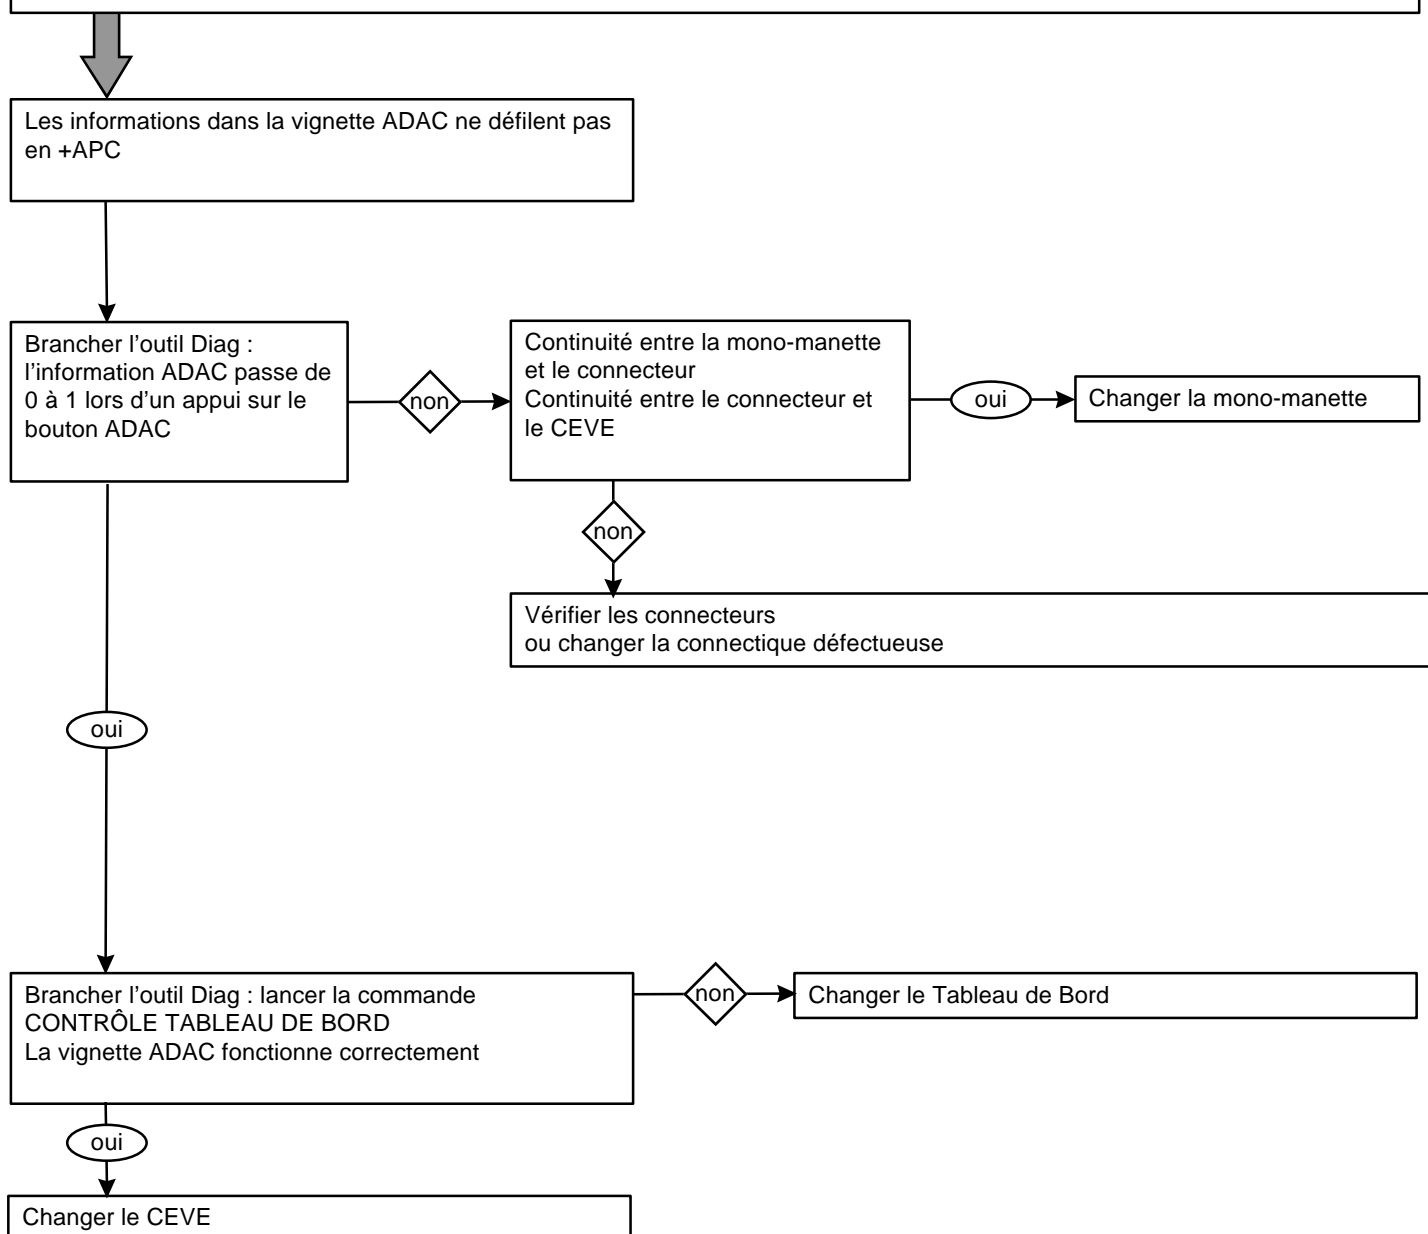 Les informations dans la vignette ADAC ne défilent pas
en +APC
Brancher l’outil Diag :
l’information ADAC passe de
0 à 1 lors d’un appui sur le
bouton ADAC
non
Continuité entre la mono-manette
et le connecteur
Continuité entre le connecteur et
le CEVE
oui
Changer la mono-manette
non
Vérifier les connecteurs
ou changer la connectique défectueuse
oui
Brancher l’outil Diag : lancer la commande
CONTRÔLE TABLEAU DE BORD
La vignette ADAC fonctionne correctement
non
Changer le Tableau de Bord
oui
Changer le CEVE